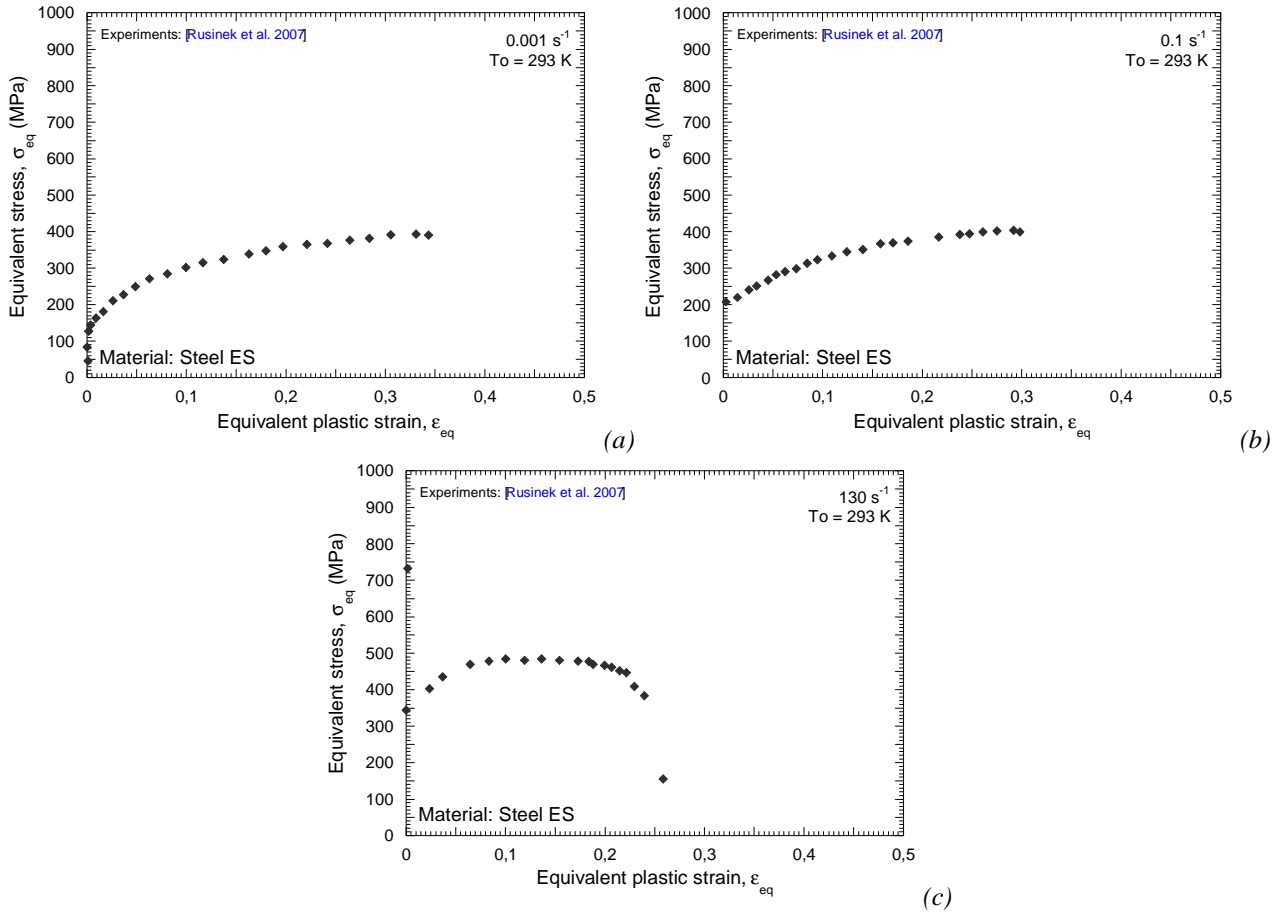 1000
900
800
700
600
500
400
300
200
100
0
Equivalent stress, σeq (MPa)
Experiments: [Rusinek et al. 2007]
0.001 s-1
To = 293 K
Material: Steel ES
0 0,1 0,2 0,3 0,4 0,5
Equivalent plastic strain, εeq
(a)
1000
900
800
700
600
500
400
300
200
100
0
Equivalent stress, σeq (MPa)
Experiments: [Rusinek et al. 2007]
0.1 s-1
To = 293 K
Material: Steel ES
0 0,1 0,2 0,3 0,4 0,5
Equivalent plastic strain, εeq
(b)
1000
900
800
700
600
500
400
300
200
100
0
Equivalent stress, σeq (MPa)
Experiments: [Rusinek et al. 2007]
130 s-1
To = 293 K
Material: Steel ES
0 0,1 0,2 0,3 0,4 0,5
Equivalent plastic strain, εeq
(c)